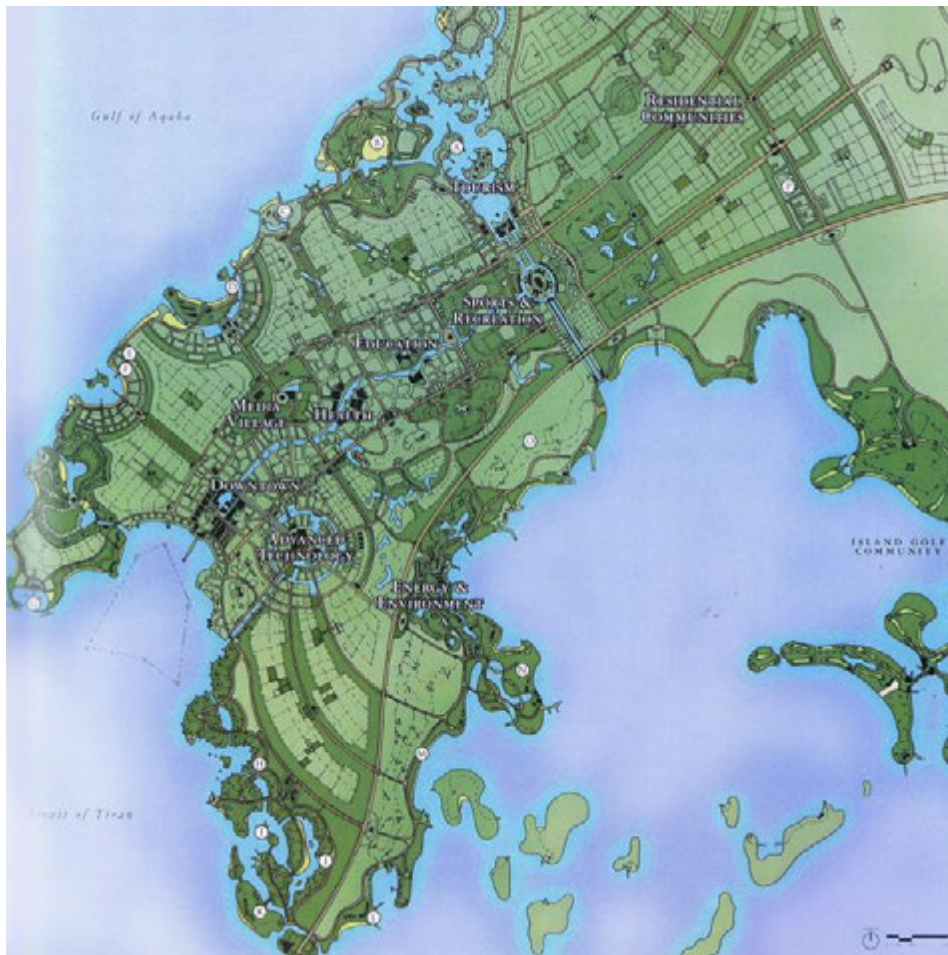 Gulf of Aqaba
RESIDENTIAL
COMMUNITIES
B
A
TOURISM
P
C
D
SPORTS &
RECREATION
EDUCATION
E
F
MEDIA
VILLAGE
HEALTH
O
DOWNTOWN
ADVANCED
TECHNOLOGY
ISLAND GOLF
COMMUNITY
ENERGY &
ENVIRONMENT
G
N
M
H
Strait of Tiran
I
J
K
L